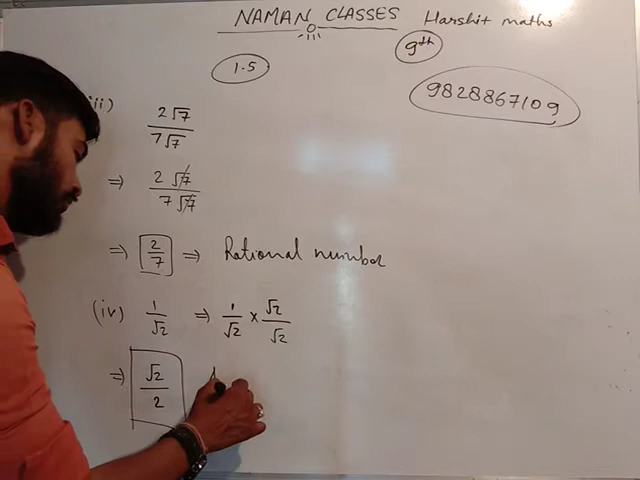 NAMAN CLASSES Harshit maths
9th
1.5
9828867109
iii) 2√7/7√7
⇒ 2√7/7√7
⇒ 2/7 ⇒ Rational number
(iv) 1/√2 ⇒ 1/√2 × √2/√2
⇒ √2/2